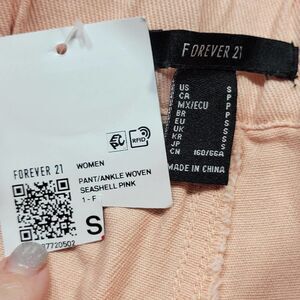 FOREVER 21
US S
CA P
MX/ECU P
BR P
EU S
UK S
KR S
JP S
CN 160/66A
MADE IN CHINA
RFID
FOREVER 21
WOMEN
PANT/ANKLE WOVEN
SEASHELL PINK
1 - F
S
37720502